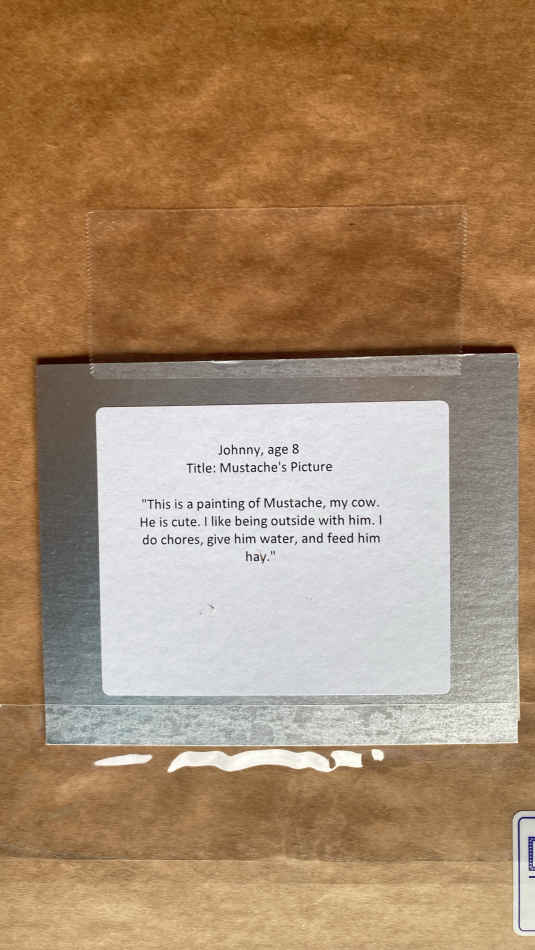 Johnny, age 8
Title: Mustache's Picture
"This is a painting of Mustache, my cow.
He is cute. I like being outside with him. I
do chores, give him water, and feed him
hay."